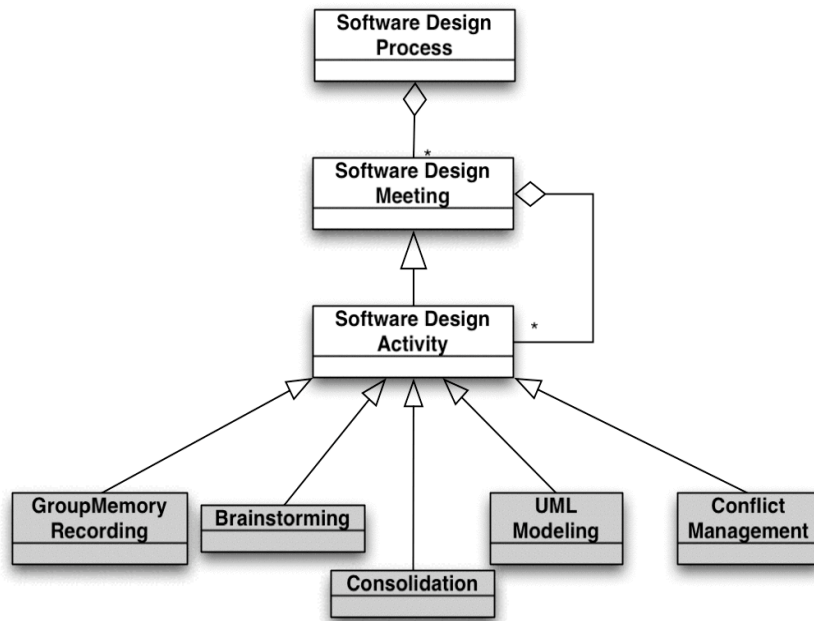 Software Design
Process
*
Software Design
Meeting
Software Design
Activity
*
GroupMemory
Recording
Brainstorming
Consolidation
UML
Modeling
Conflict
Management